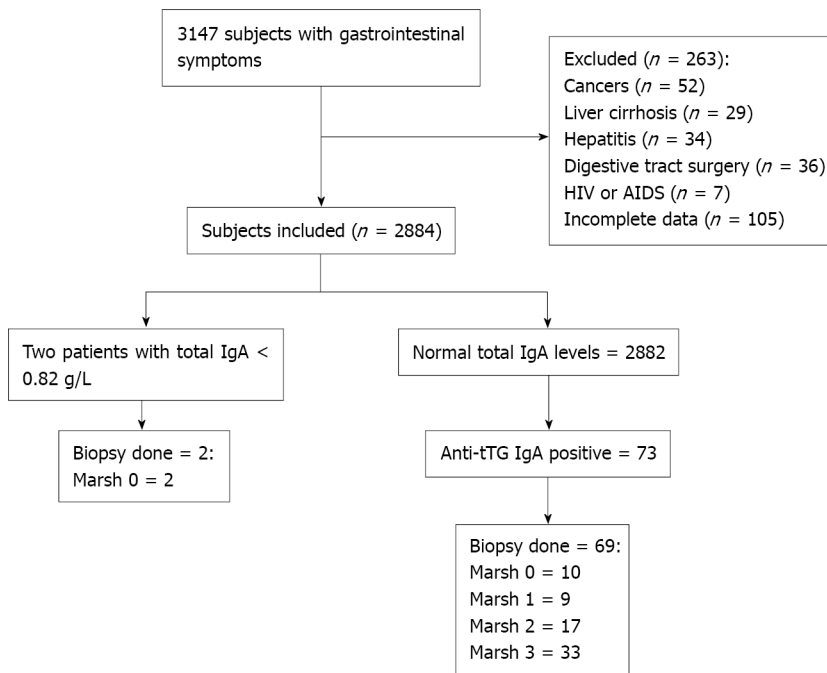 3147 subjects with gastrointestinal
symptoms
Excluded (n = 263):
Cancers (n = 52)
Liver cirrhosis (n = 29)
Hepatitis (n = 34)
Digestive tract surgery (n = 36)
HIV or AIDS (n = 7)
Incomplete data (n = 105)
Subjects included (n = 2884)
Two patients with total IgA <
0.82 g/L
Normal total IgA levels = 2882
Biopsy done = 2:
Marsh 0 = 2
Anti-tTG IgA positive = 73
Biopsy done = 69:
Marsh 0 = 10
Marsh 1 = 9
Marsh 2 = 17
Marsh 3 = 33